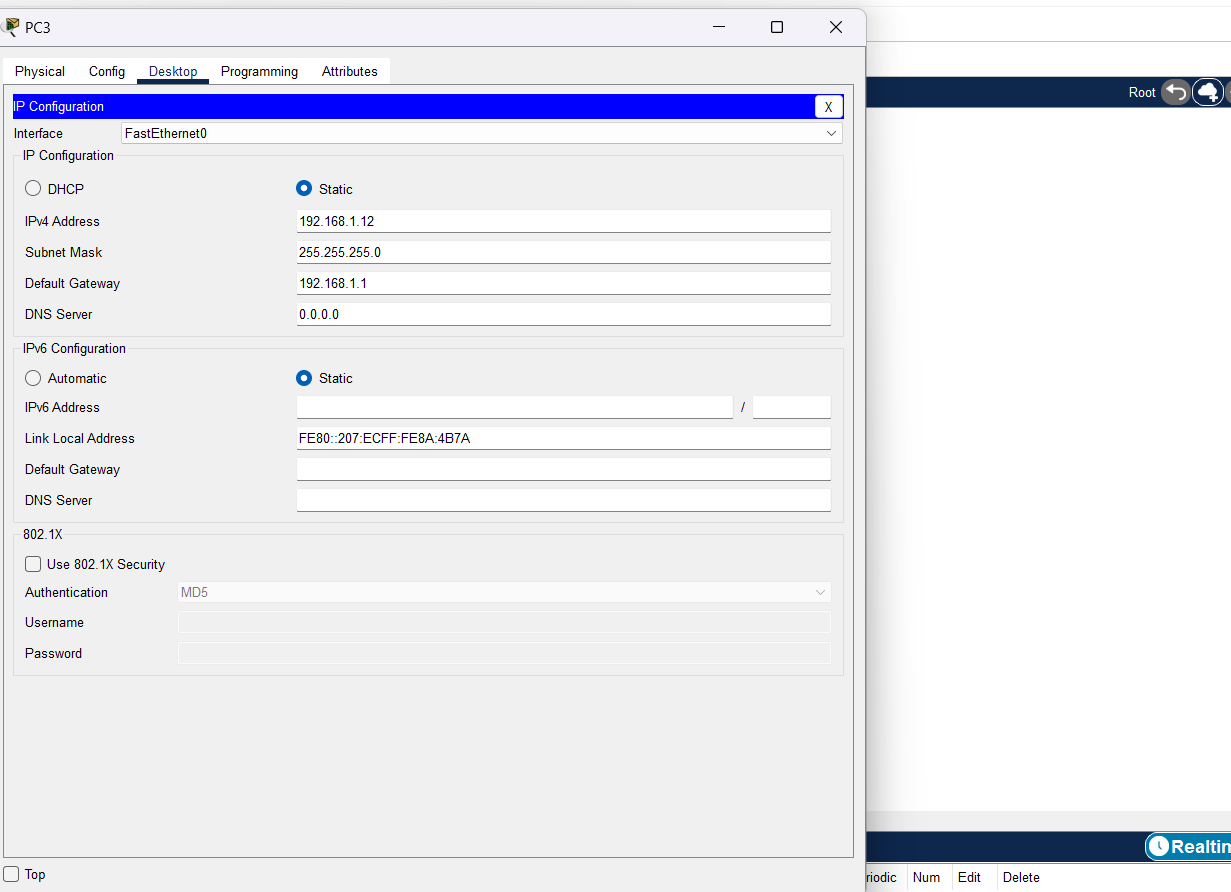 PC3
Physical Config Desktop Programming Attributes
IP Configuration X
Root
Interface FastEthernet0
IP Configuration
DHCP Static
IPv4 Address 192.168.1.12
Subnet Mask 255.255.255.0
Default Gateway 192.168.1.1
DNS Server 0.0.0.0
IPv6 Configuration
Automatic Static
IPv6 Address /
Link Local Address FE80::207:ECFF:FE8A:4B7A
Default Gateway
DNS Server
802.1X
Use 802.1X Security
Authentication MD5
Username
Password
Realtin
Top
riodic Num Edit Delete